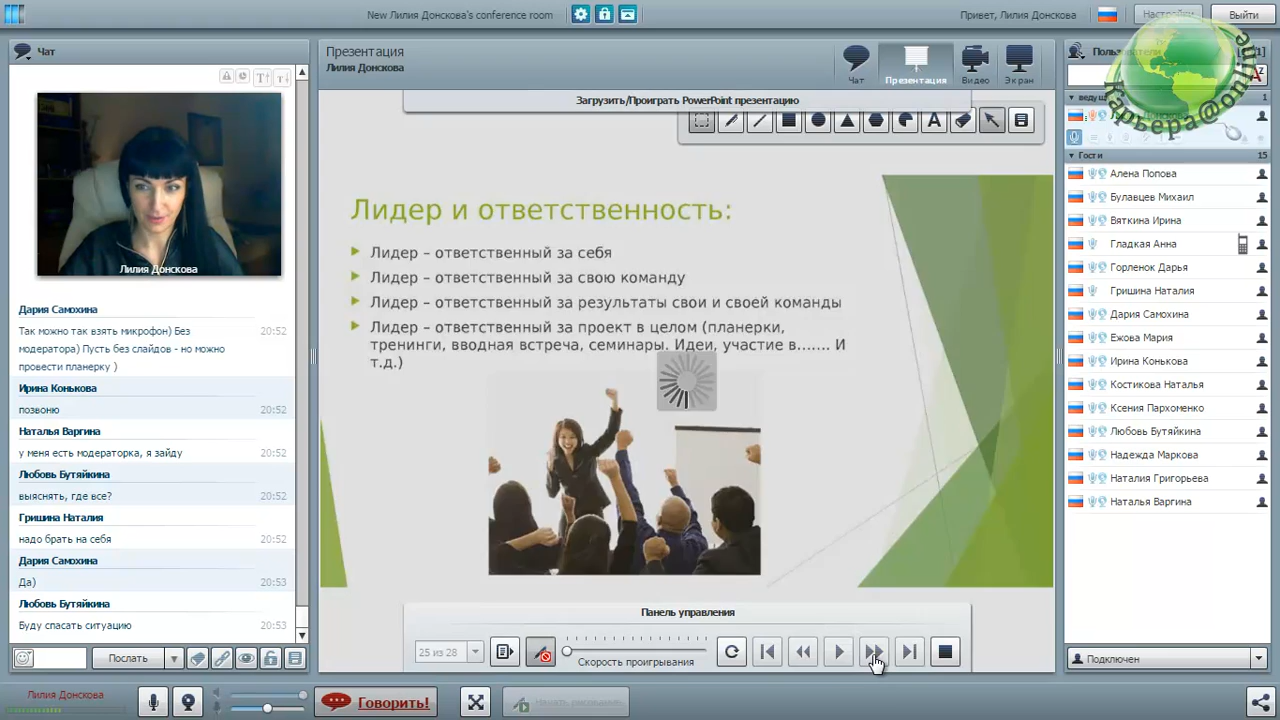 New Лилия Донскова's conference room
Привет, Лилия Донскова
Настройки
Выйти
Чат
Лилия Донскова
Дария Самохина
Так можно так взять микрофон) Без
20:52
модератора) Пусть без слайдов - но можно
провести планерку )
Ирина Конькова
позвоню
20:52
Наталья Варгина
у меня есть модераторка, я зайду
20:52
Любовь Бутяйкина
выяснять, где все?
20:52
Гришина Наталия
надо брать на себя
20:52
Дария Самохина
Да)
20:53
Любовь Бутяйкина
Буду спасать ситуацию
20:53
Послать
Презентация
Лилия Донскова
Чат
Презентация
Видео
Экран
Загрузить/Проиграть PowerPoint презентацию
T
A
Лидер и ответственность:
Лидер – ответственный за себя
Лидер – ответственный за свою команду
Лидер – ответственный за результаты свои и своей команды
Лидер – ответственный за проект в целом (планерки,
тренинги, вводная встреча, семинары. Идеи, участие в....... И
т.д.)
Панель управления
25 из 28
Скорость проигрывания
карьера@online
1
Гости
15
Алена Попова
Булавцев Михаил
Вяткина Ирина
Гладкая Анна
Горленок Дарья
Гришина Наталия
Дария Самохина
Ежова Мария
Ирина Конькова
Костикова Наталья
Ксения Пархоменко
Любовь Бутяйкина
Надежда Маркова
Наталия Григорьева
Наталья Варгина
Подключен
Лилия Донскова
Говорить!
Начать рисование